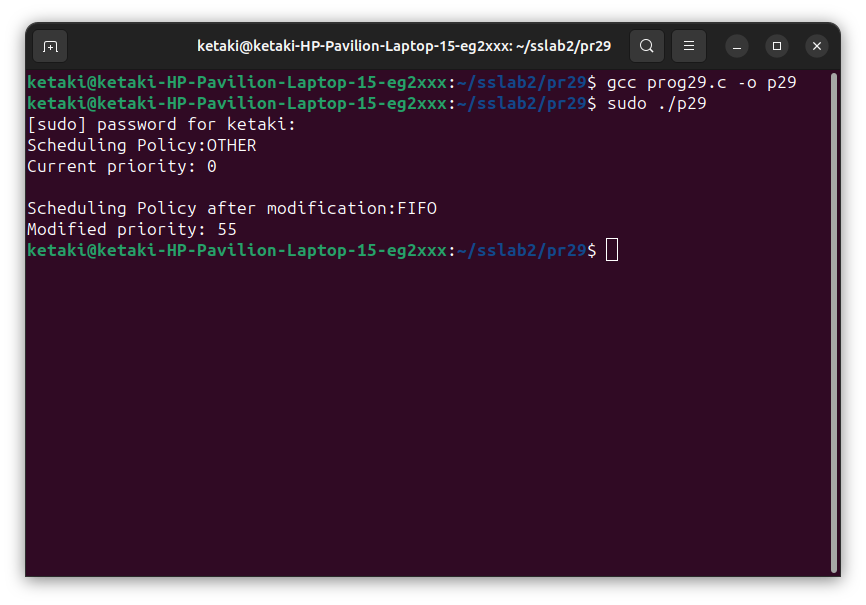 ketaki@ketaki-HP-Pavilion-Laptop-15-eg2xxx: ~/sslab2/pr29
ketaki@ketaki-HP-Pavilion-Laptop-15-eg2xxx:~/sslab2/pr29$ gcc prog29.c -o p29
ketaki@ketaki-HP-Pavilion-Laptop-15-eg2xxx:~/sslab2/pr29$ sudo ./p29
[sudo] password for ketaki:
Scheduling Policy:OTHER
Current priority: 0
Scheduling Policy after modification:FIFO
Modified priority: 55
ketaki@ketaki-HP-Pavilion-Laptop-15-eg2xxx:~/sslab2/pr29$